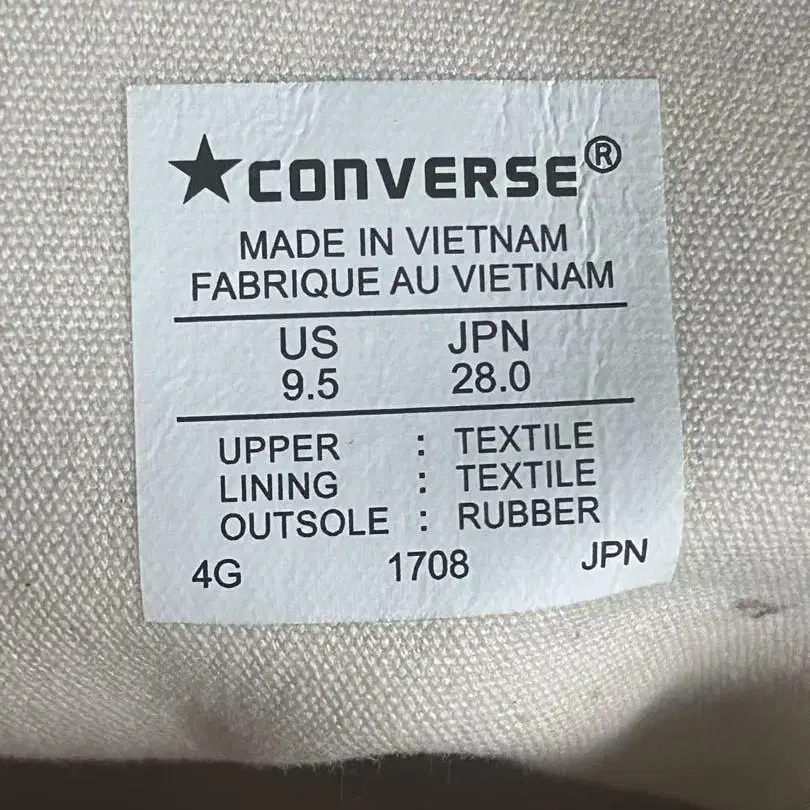 ★CONVERSE®
MADE IN VIETNAM
FABRIQUE AU VIETNAM
US JPN
9.5 28.0
UPPER : TEXTILE
LINING : TEXTILE
OUTSOLE : RUBBER
4G 1708 JPN